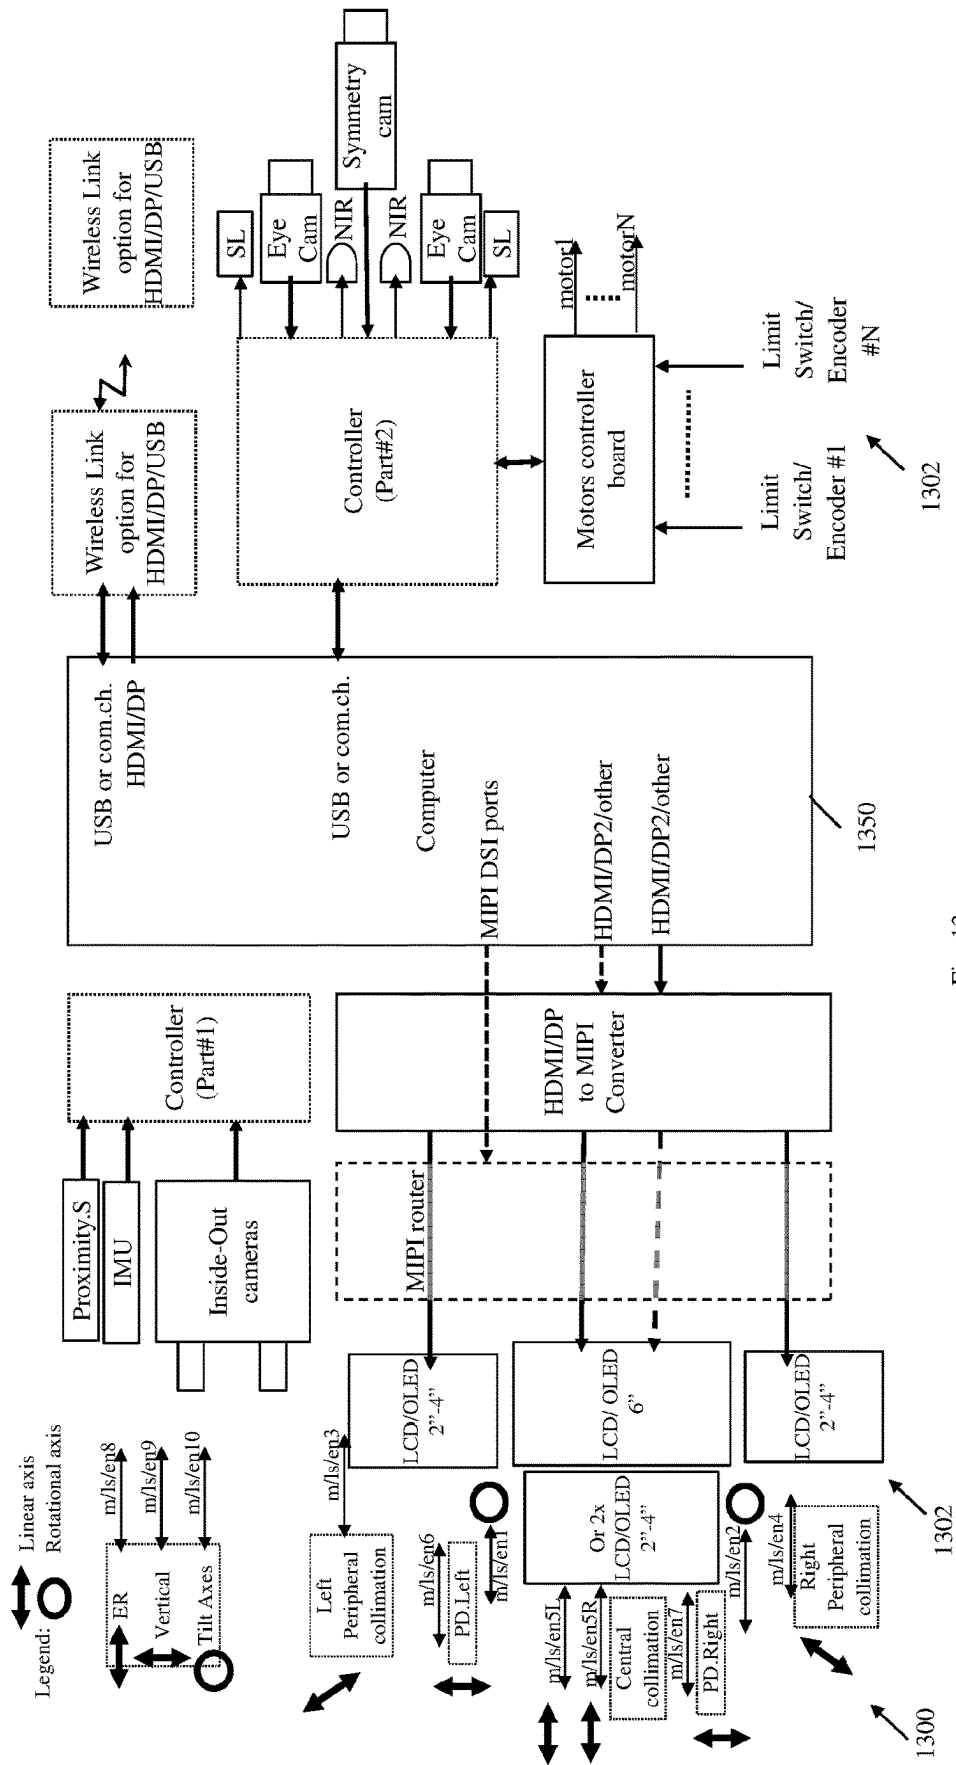 Legend:
Linear axis
Rotational axis
ER
Vertical
Tilt Axes
m/ls/en8
m/ls/en9
m/ls/en10
Proximity.S
IMU
Inside-Out
cameras
Controller
(Part#1)
USB or com.ch.
HDMI/DP
Wireless Link
option for
HDMI/DP/USB
Wireless Link
option for
HDMI/DP/USB
Left
Peripheral
collimation
m/ls/en3
LCD/OLED
2”-4”
MIPI router
HDMI/DP
to MIPI
Converter
USB or com.ch.
Computer
MIPI DSI ports
HDMI/DP2/other
HDMI/DP2/other
1350
Controller
(Part#2)
SL
Eye
Cam
NIR
Symmetry
cam
NIR
Eye
Cam
SL
m/ls/en6
PD.Left
m/ls/en1
LCD/ OLED
6”
Or 2x
LCD/OLED
2”-4”
m/ls/en5L
m/ls/en5R
Central
collimation
m/ls/en7
PD.Right
m/ls/en2
m/ls/en4
Right
Peripheral
collimation
LCD/OLED
2”-4”
Motors controller
board
motor1
motorN
Limit
Switch/
Encoder #1
Limit
Switch/
Encoder
#N
1300
1302
1302